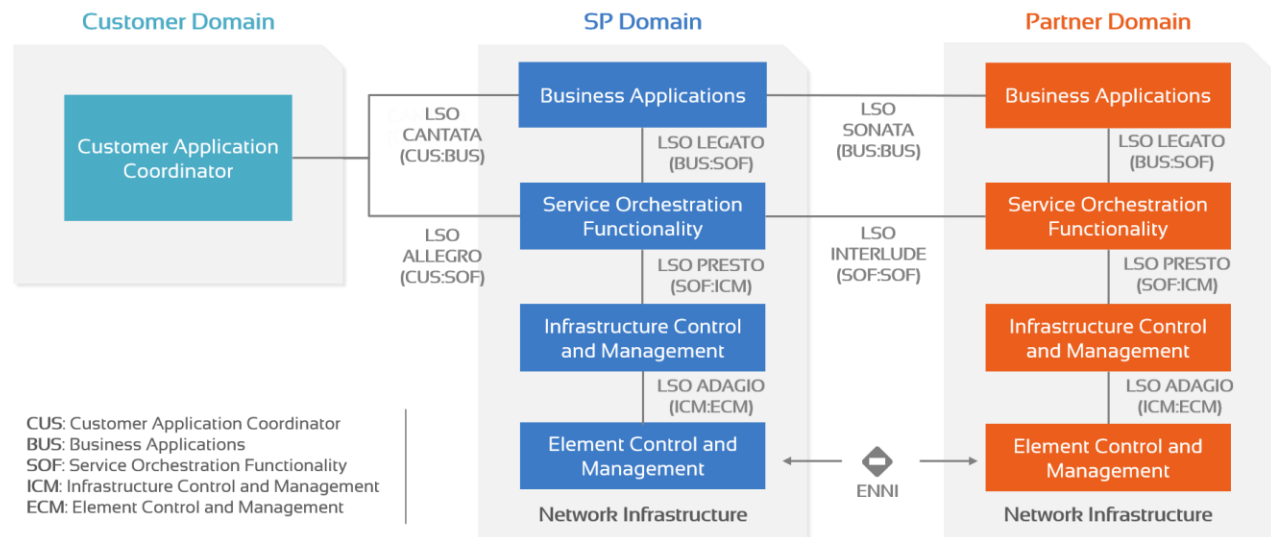 Customer Domain
SP Domain
Partner Domain
Customer Application
Coordinator
LSO
CANTATA
(CUS:BUS)
LSO
ALLEGRO
(CUS:SOF)
Business Applications
LSO LEGATO
(BUS:SOF)
Service Orchestration
Functionality
LSO PRESTO
(SOF:ICM)
Infrastructure Control
and Management
LSO ADAGIO
(ICM:ECM)
Element Control and
Management
Network Infrastructure
LSO
SONATA
(BUS:BUS)
LSO
INTERLUDE
(SOF:SOF)
ENNI
Business Applications
LSO LEGATO
(BUS:SOF)
Service Orchestration
Functionality
LSO PRESTO
(SOF:ICM)
Infrastructure Control
and Management
LSO ADAGIO
(ICM:ECM)
Element Control and
Management
Network Infrastructure
CUS: Customer Application Coordinator
BUS: Business Applications
SOF: Service Orchestration Functionality
ICM: Infrastructure Control and Management
ECM: Element Control and Management